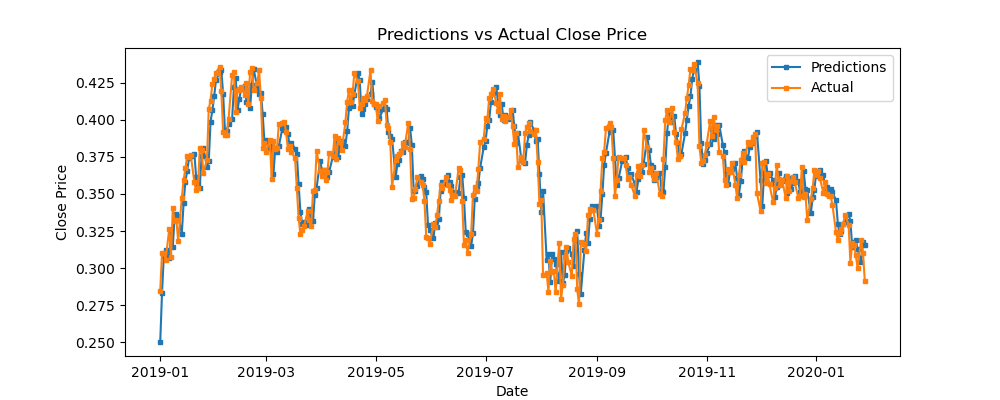 Predictions vs Actual Close Price
Predictions
Actual
0.425
0.400
0.375
0.350
0.325
0.300
0.275
0.250
Close Price
2019-01 2019-03 2019-05 2019-07 2019-09 2019-11 2020-01
Date